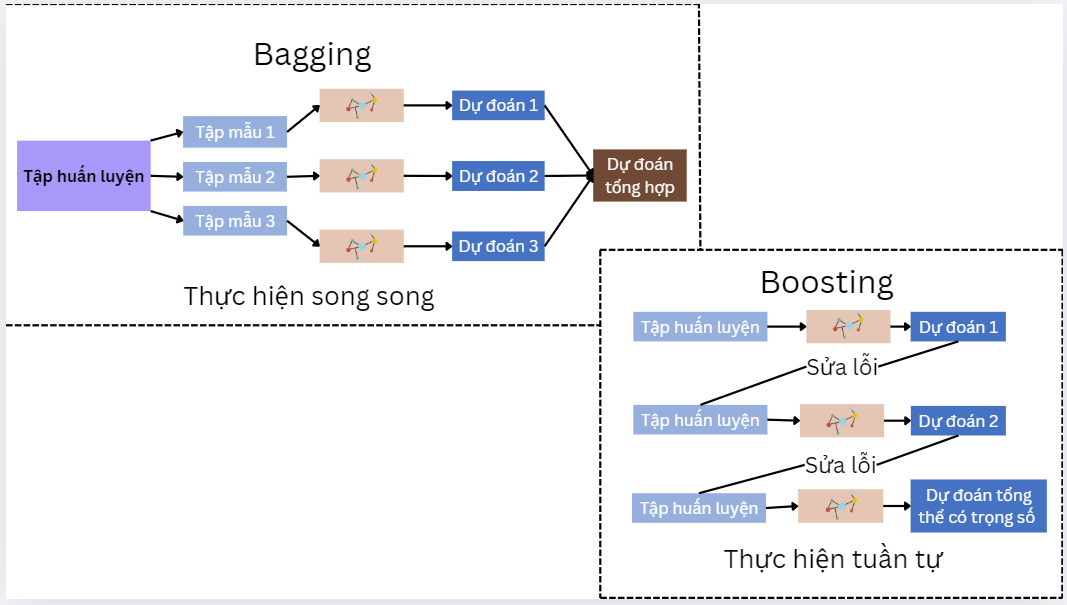 Bagging
Tập huấn luyện
Tập mẫu 1
Tập mẫu 2
Tập mẫu 3
Dự đoán 1
Dự đoán 2
Dự đoán 3
Dự đoán
tổng hợp
Thực hiện song song
Boosting
Tập huấn luyện
Dự đoán 1
Sửa lỗi
Tập huấn luyện
Dự đoán 2
Sửa lỗi
Tập huấn luyện
Dự đoán tổng
thể có trọng số
Thực hiện tuần tự